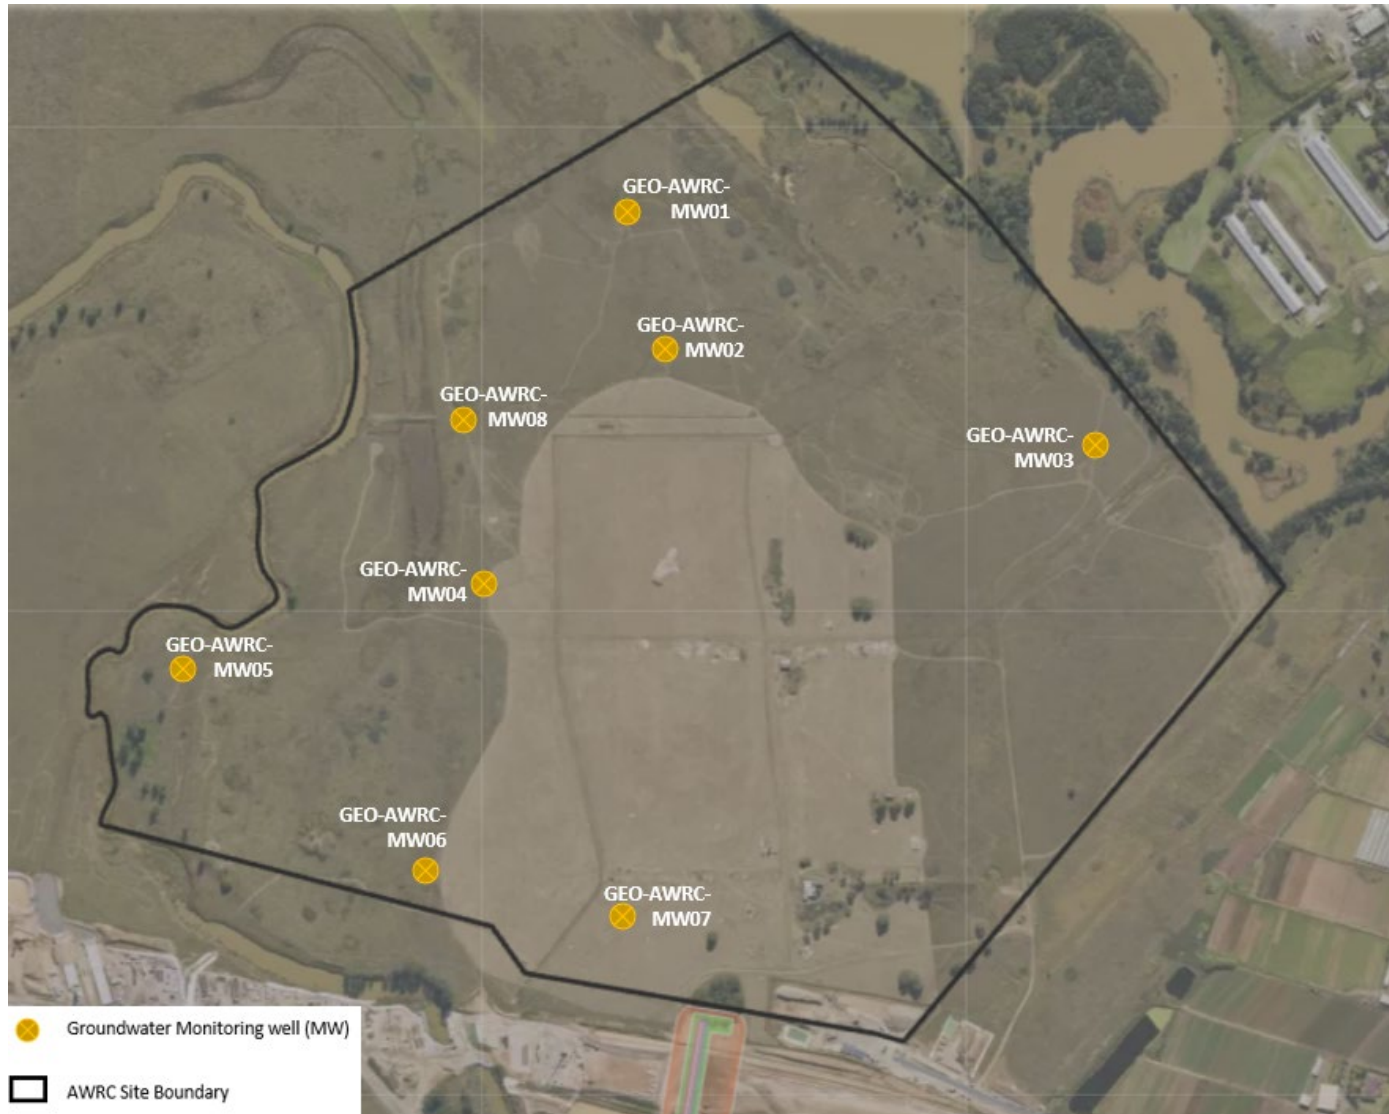 GEO-AWRC-
MW01
GEO-AWRC-
MW02
GEO-AWRC-
MW08
GEO-AWRC-
MW03
GEO-AWRC-
MW04
GEO-AWRC-
MW05
GEO-AWRC-
MW06
GEO-AWRC-
MW07
Groundwater Monitoring well (MW)
AWRC Site Boundary